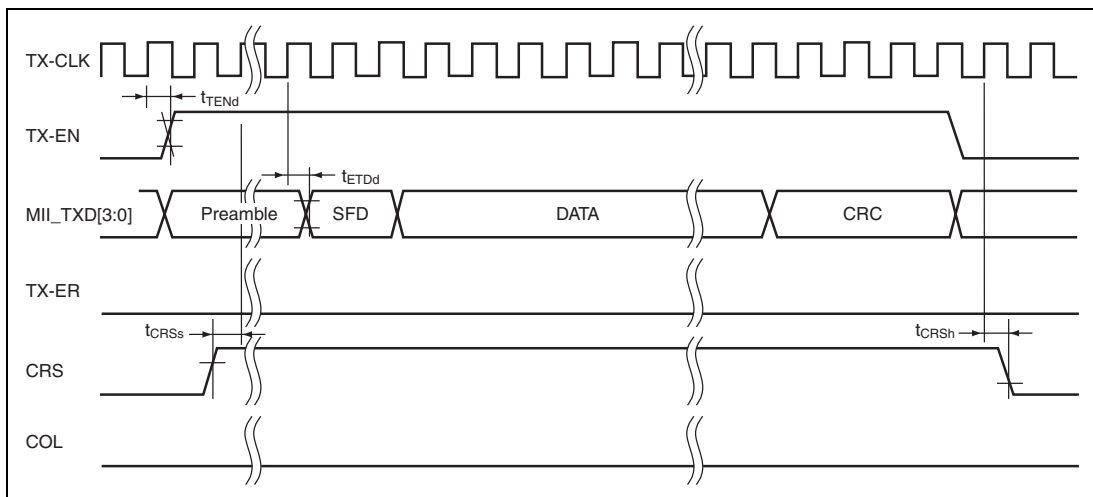 TX-CLK
tTENd
TX-EN
tETDd
MII_TXD[3:0] Preamble SFD DATA CRC
TX-ER
tCRSs tCRSh
CRS
COL